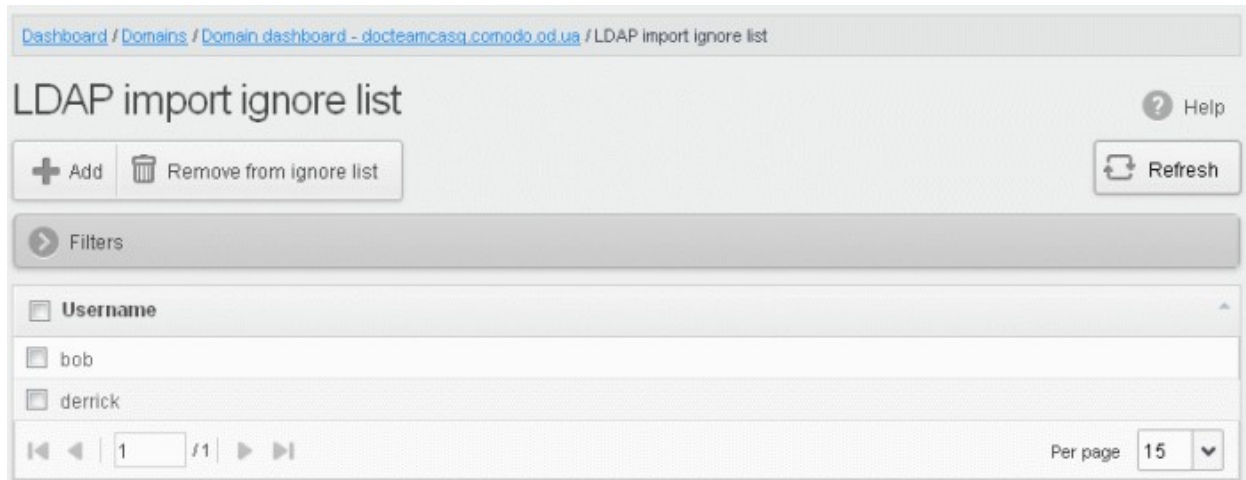 Dashboard / Domains / Domain dashboard - docteamcasg.comodo.od.ua / LDAP import ignore list
LDAP import ignore list
Help
Add
Remove from ignore list
Refresh
Filters
Username
bob
derrick
1 / 1
Per page 15